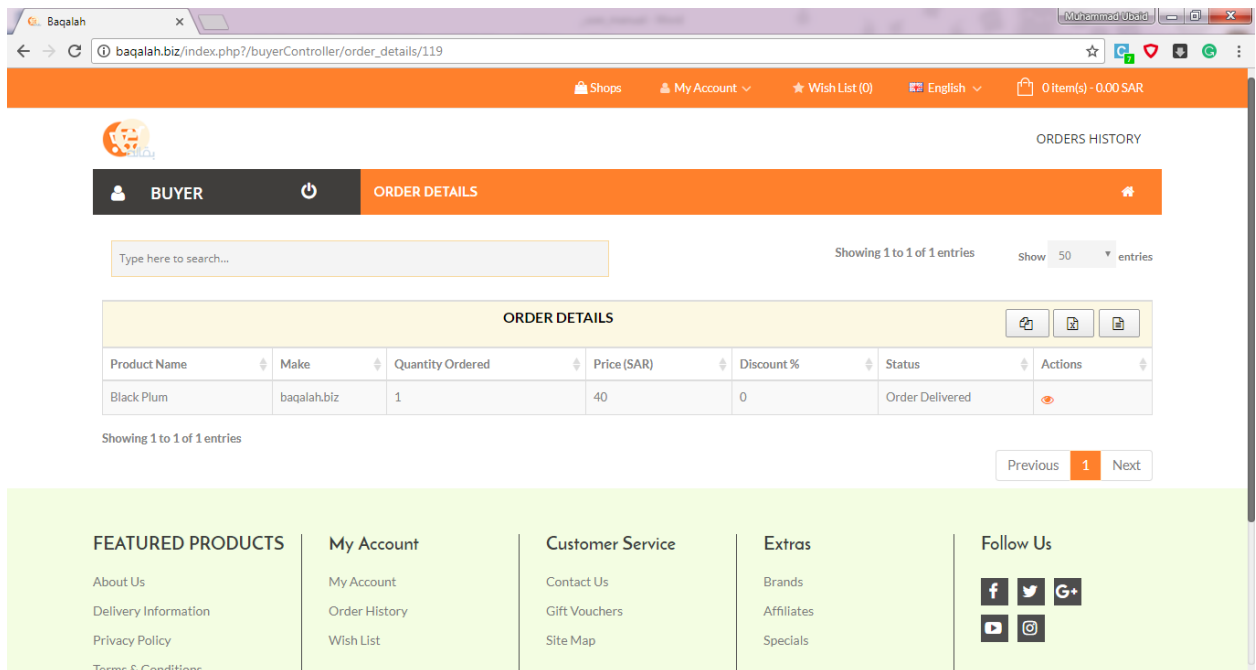 Baqalah
Muhammad Ubaid
baqalah.biz/index.php?/buyerController/order_details/119
7
Shops My Account Wish List (0) English 0 item(s) - 0.00 SAR
بقالة
ORDERS HISTORY
BUYER ORDER DETAILS
Type here to search...
Showing 1 to 1 of 1 entries
Show 50 entries
ORDER DETAILS
Product Name Make Quantity Ordered Price (SAR) Discount % Status Actions
Black Plum baqalah.biz 1 40 0 Order Delivered
Showing 1 to 1 of 1 entries
Previous 1 Next
FEATURED PRODUCTS My Account Customer Service Extras Follow Us
About Us My Account Contact Us Brands
Delivery Information Order History Gift Vouchers Affiliates
Privacy Policy Wish List Site Map Specials
Terms & Conditions